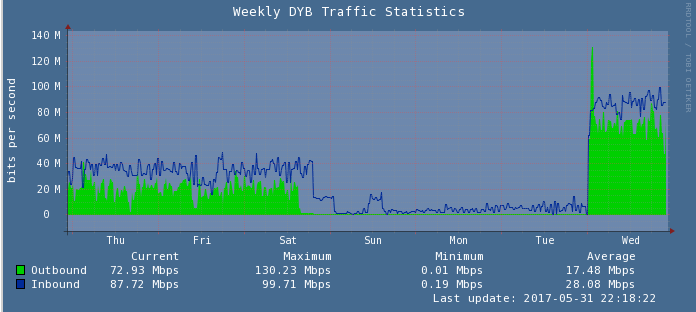 Weekly DYB Traffic Statistics
RRDTOOL / TOBI OETIKER
bits per second
140 M
120 M
100 M
80 M
60 M
40 M
20 M
0
Thu Fri Sat Sun Mon Tue Wed
Current Maximum Minimum Average
Outbound 72.93 Mbps 130.23 Mbps 0.01 Mbps 17.48 Mbps
Inbound 87.72 Mbps 99.71 Mbps 0.19 Mbps 28.08 Mbps
Last update: 2017-05-31 22:18:22